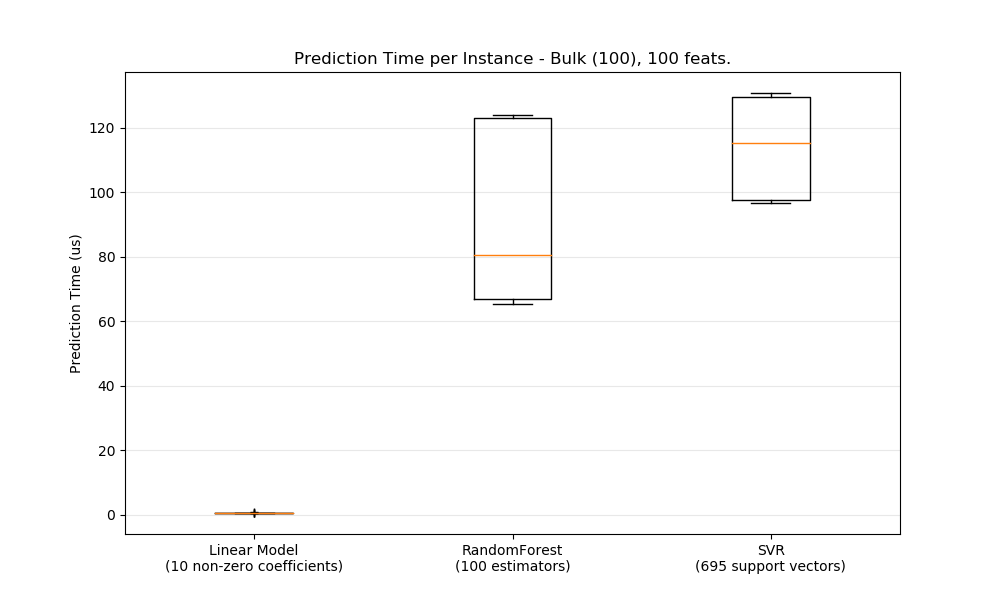 Prediction Time per Instance - Bulk (100), 100 feats.
Prediction Time (us)
120
100
80
60
40
20
0
Linear Model
(10 non-zero coefficients)
RandomForest
(100 estimators)
SVR
(695 support vectors)